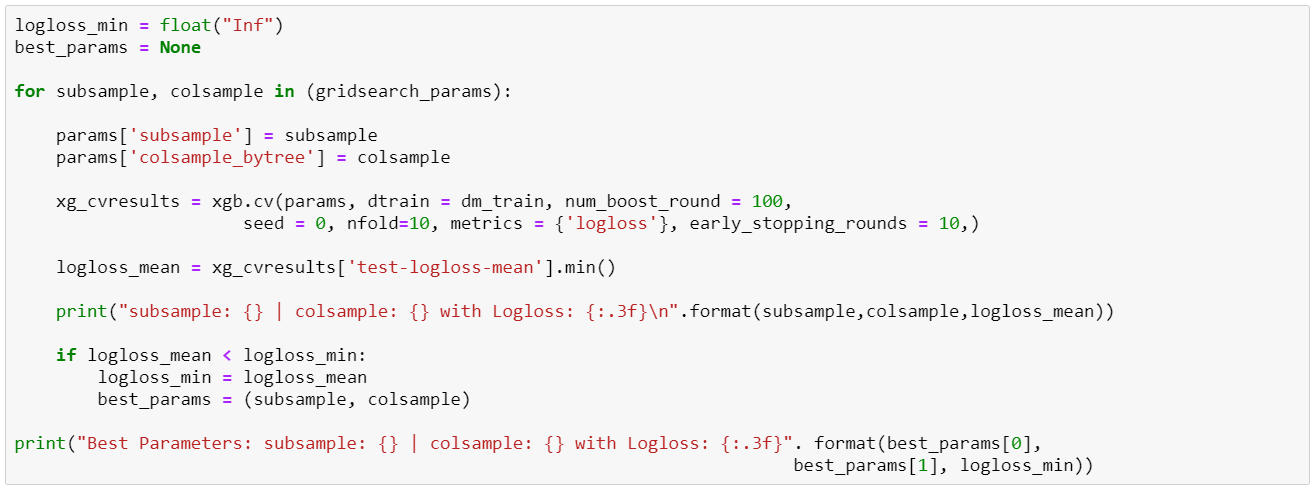 logloss_min = float("Inf")
best_params = None
for subsample, colsample in (gridsearch_params):
    params['subsample'] = subsample
    params['colsample_bytree'] = colsample
    xg_cvresults = xgb.cv(params, dtrain = dm_train, num_boost_round = 100,
                      seed = 0, nfold=10, metrics = {'logloss'}, early_stopping_rounds = 10,)
    logloss_mean = xg_cvresults['test-logloss-mean'].min()
    print("subsample: {} | colsample: {} with Logloss: {:.3f}\n".format(subsample,colsample,logloss_mean))
    if logloss_mean < logloss_min:
        logloss_min = logloss_mean
        best_params = (subsample, colsample)
print("Best Parameters: subsample: {} | colsample: {} with Logloss: {:.3f}". format(best_params[0],
                                                                           best_params[1], logloss_min))